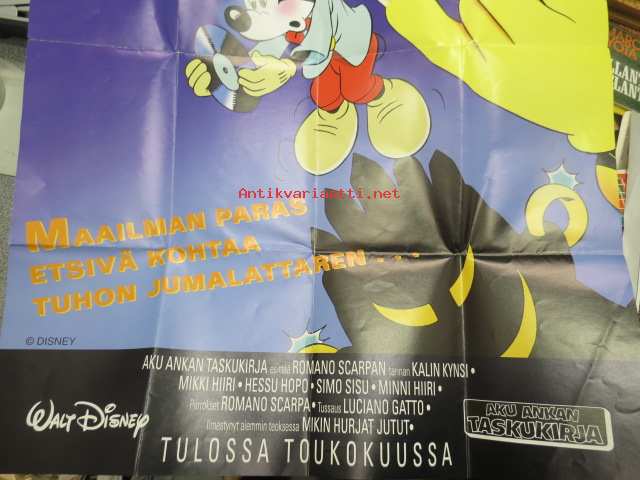 Antikvariantti.net
MAAILMAN PARAS
ETSIVÄ KOHTAA
TUHON JUMALATTAREN . . .
© DISNEY
AKU ANKAN TASKUKIRJA esittää ROMANO SCARPAN tarinan KALIN KYNSI •
MIKKI HIIRI • HESSU HOPO • SIMO SISU • MINNI HIIRI •
Piirrokset ROMANO SCARPA • Tussaus LUCIANO GATTO •
Ilmestynyt aiemmin teoksessa MIKIN HURJAT JUTUT •
TULOSSA TOUKOKUUSSA
WALT DISNEY
AKU ANKAN
TASKUKIRJA